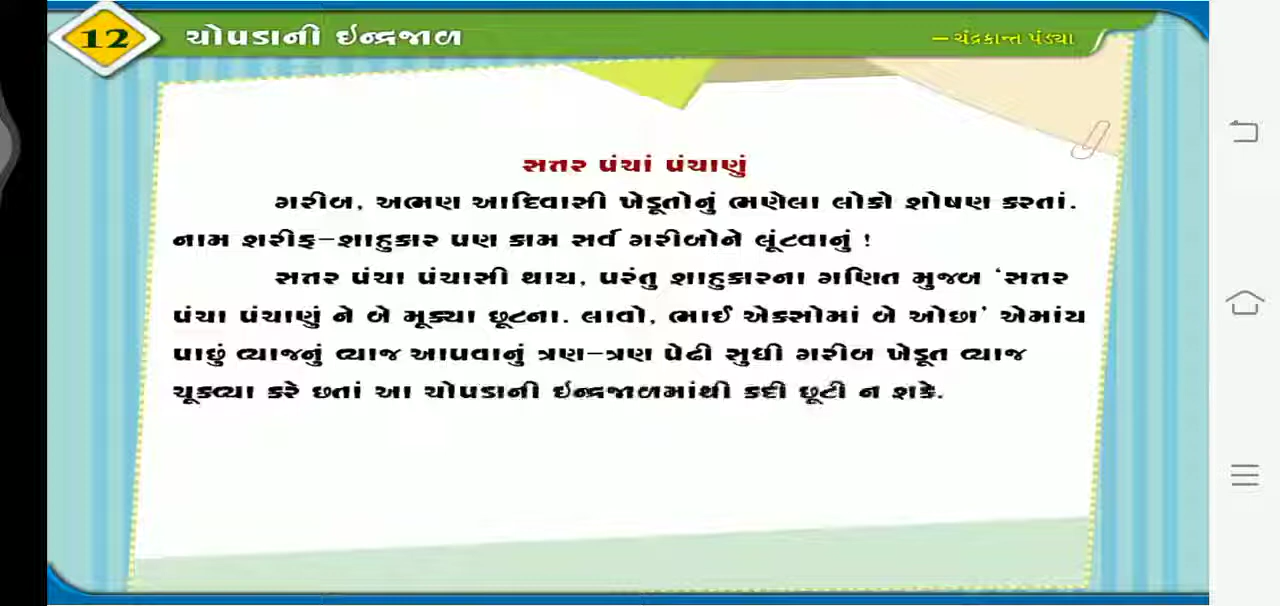 12 ચોપડાની ઇન્દ્રજાળ – ચંદ્રકાન્ત પંડ્યા
સત્તર પંચાં પંચાણું
ગરીબ, અભણ આદિવાસી ખેડૂતોનું ભણેલા લોકો શોષણ કરતાં.
નામ શરીફ-શાહુકાર પણ કામ સર્વ ગરીબોને લૂંટવાનું !
સત્તર પંચા પંચાસી થાય, પરંતુ શાહુકારના ગણિત મુજબ ‘સત્તર
પંચા પંચાણું ને બે મૂક્યા છૂટના. લાવો, ભાઈ એકસોમાં બે ઓછા’ એમાંય
પાછું વ્યાજનું વ્યાજ આપવાનું ત્રણ-ત્રણ પેઢી સુધી ગરીબ ખેડૂત વ્યાજ
ચૂકવ્યા કરે છતાં આ ચોપડાની ઇન્દ્રજાળમાંથી કદી છૂટી ન શકે.